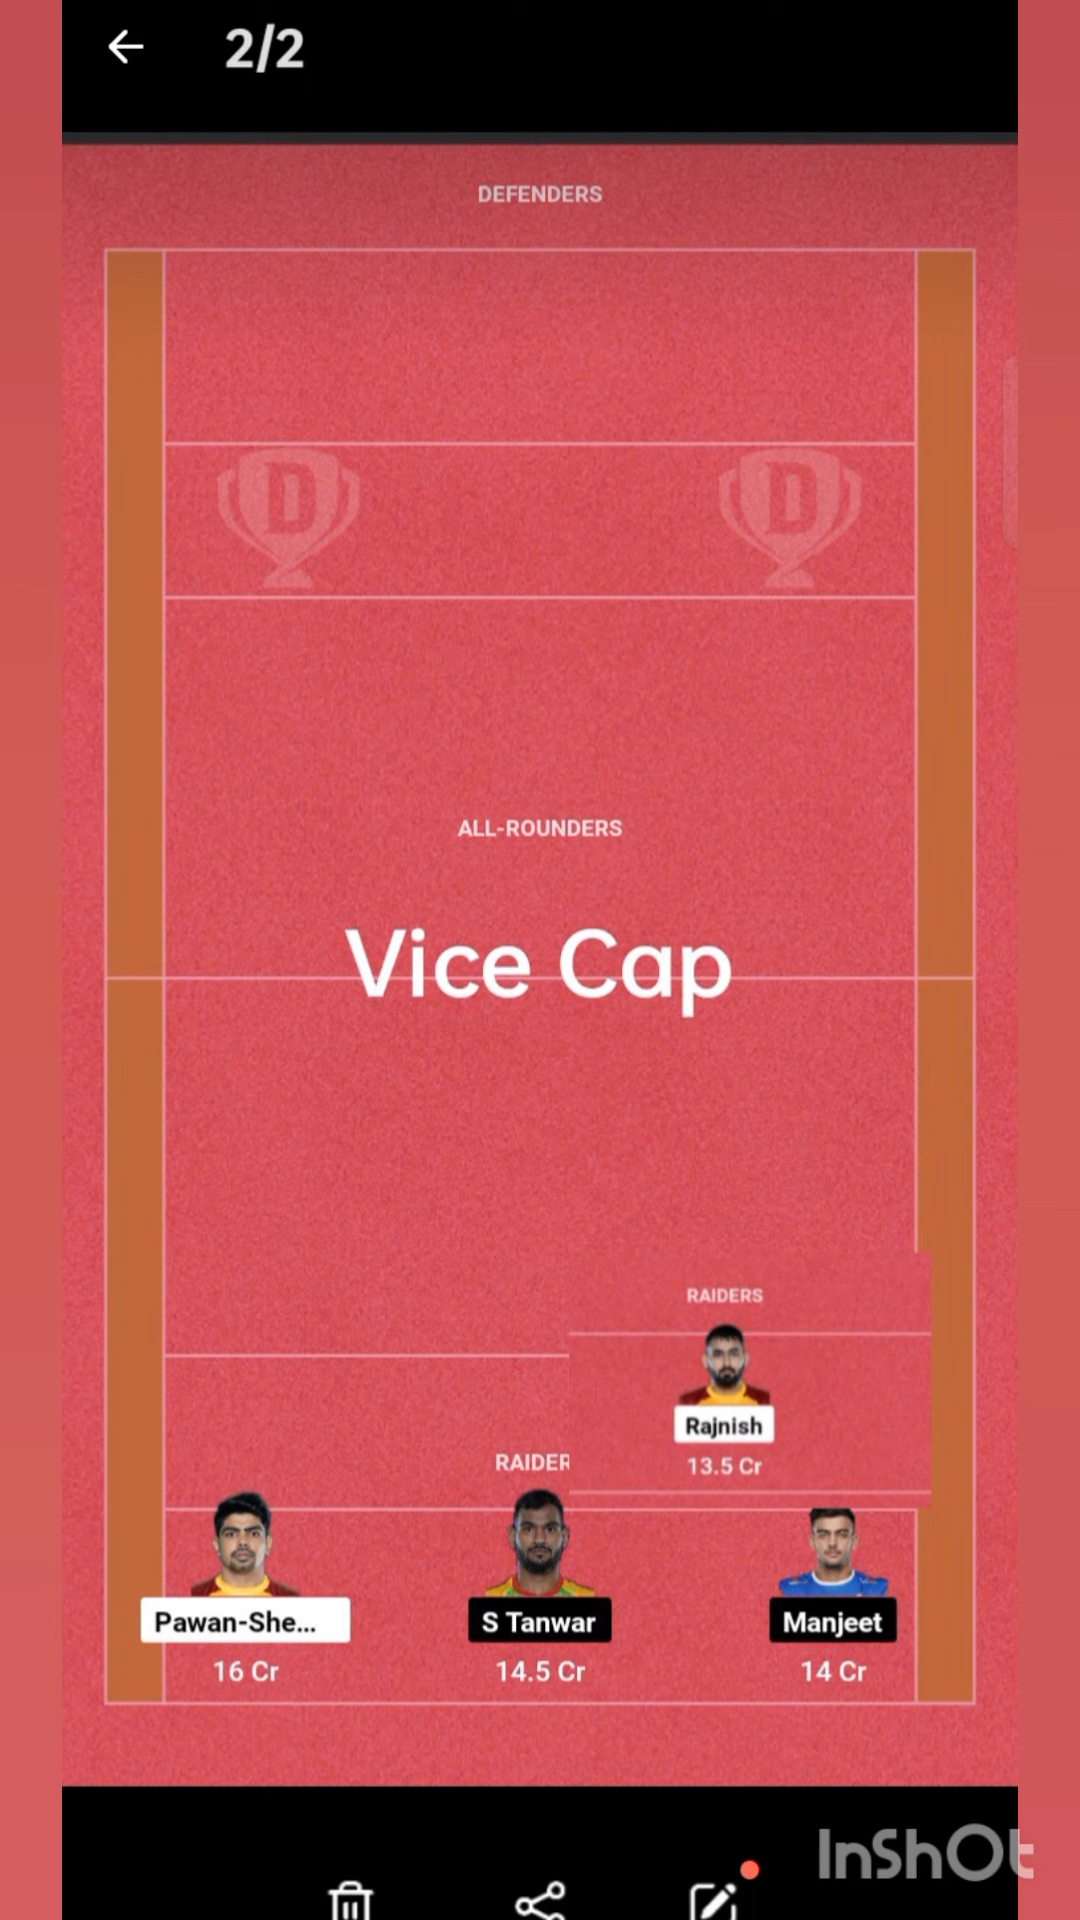 2/2
DEFENDERS
D D
ALL-ROUNDERS
Vice Cap
RAIDERS
Rajnish
13.5 Cr
RAIDER
Pawan-She...
16 Cr
S Tanwar
14.5 Cr
Manjeet
14 Cr
InShOt